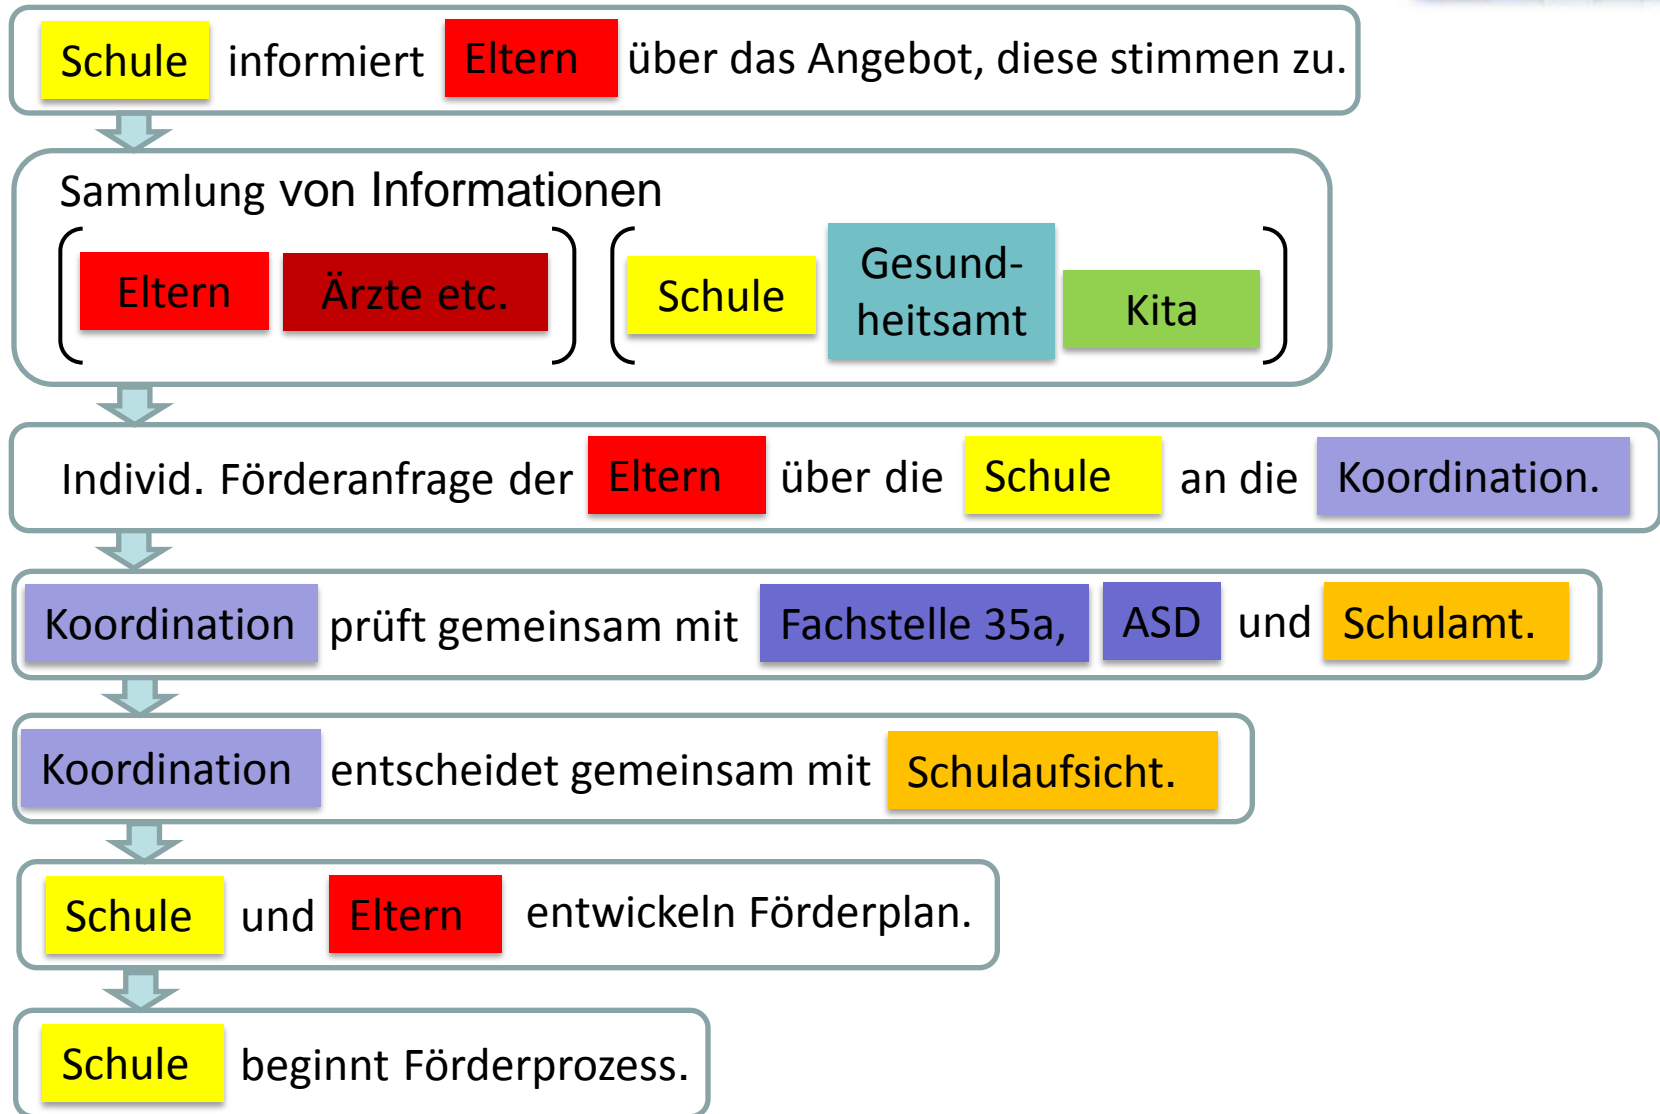 Schule informiert Eltern über das Angebot, diese stimmen zu.
Sammlung von Informationen
Eltern Ärzte etc. Schule Gesund-
heitsamt Kita
Individ. Förderanfrage der Eltern über die Schule an die Koordination.
Koordination prüft gemeinsam mit Fachstelle 35a, ASD und Schulamt.
Koordination entscheidet gemeinsam mit Schulaufsicht.
Schule und Eltern entwickeln Förderplan.
Schule beginnt Förderprozess.